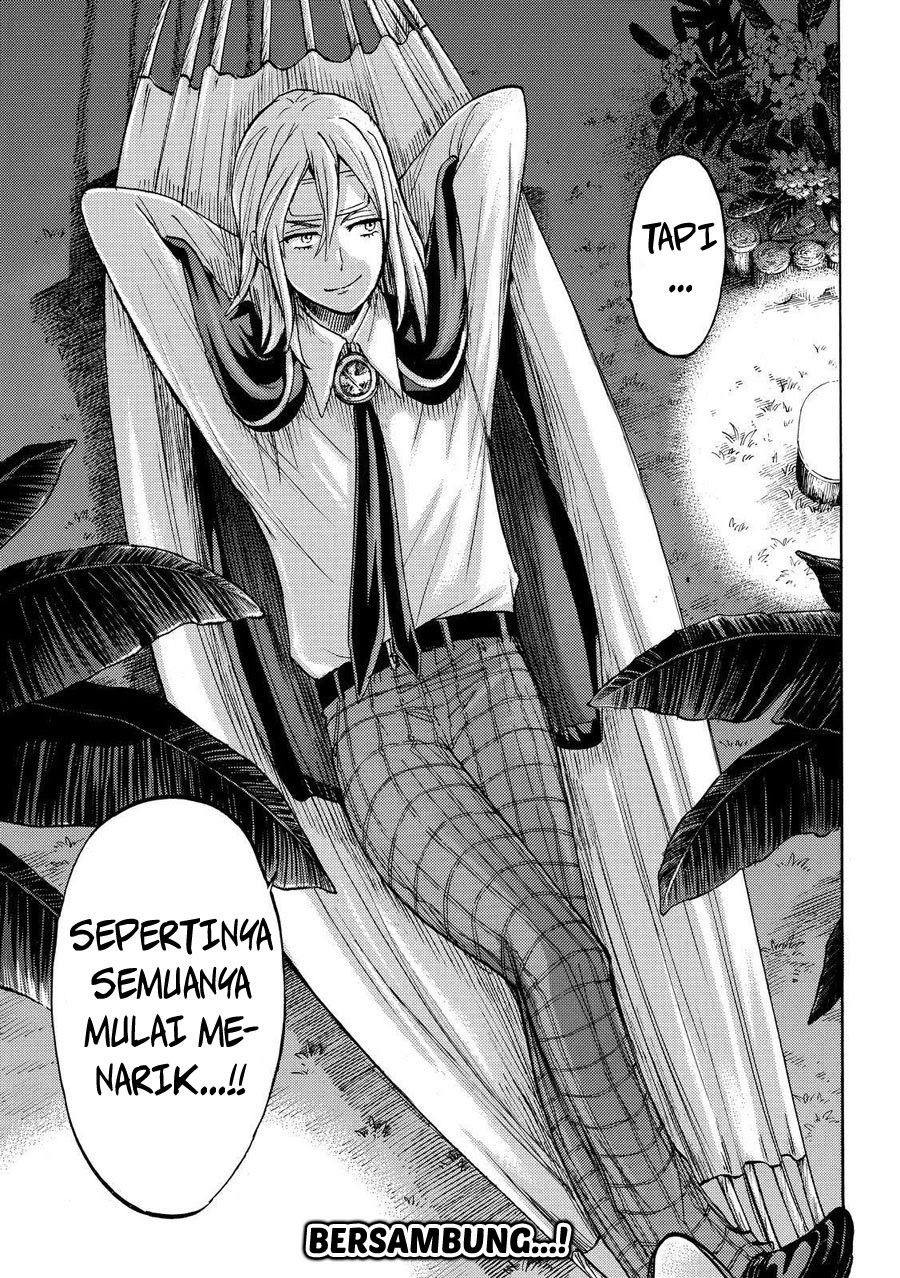 TAPI
...
SEPERTINYA
SEMUANYA
MULAI ME-
NARIK...!!
BERSAMBUNG...!